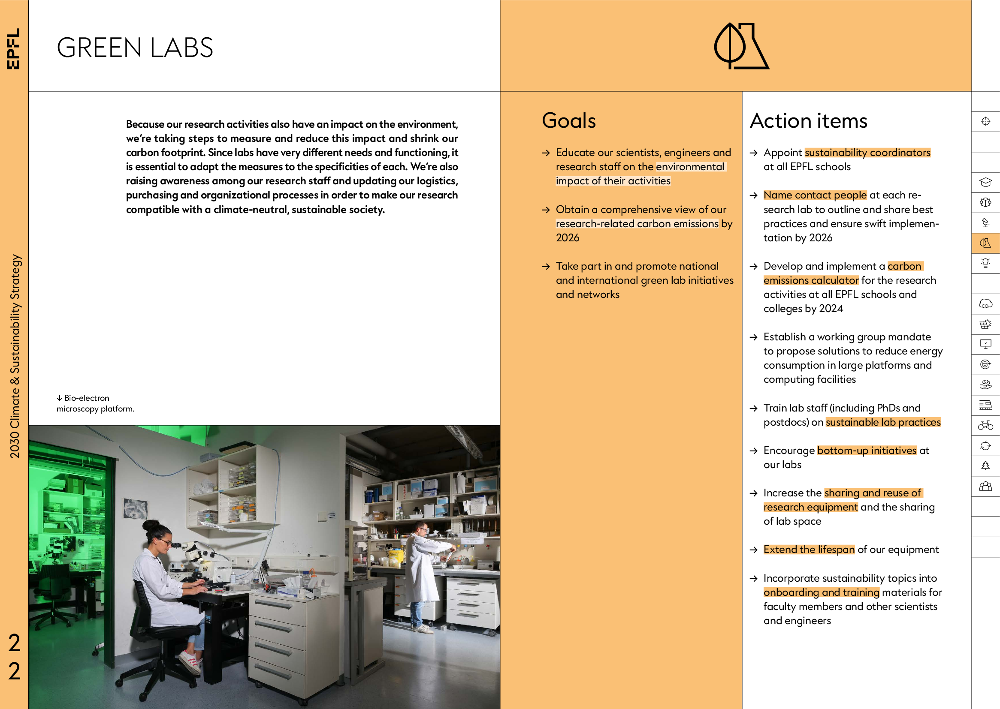 EPFL
2030 Climate & Sustainability Strategy
22
GREEN LABS
Because our research activities also have an impact on the environment,
we’re taking steps to measure and reduce this impact and shrink our
carbon footprint. Since labs have very different needs and functioning, it
is essential to adapt the measures to the specificities of each. We’re also
raising awareness among our research staff and updating our logistics,
purchasing and organizational processes in order to make our research
compatible with a climate-neutral, sustainable society.
↓ Bio-electron
microscopy platform.
Goals
→ Educate our scientists, engineers and
research staff on the environmental
impact of their activities
→ Obtain a comprehensive view of our
research-related carbon emissions by
2026
→ Take part in and promote national
and international green lab initiatives
and networks
Action items
→ Appoint sustainability coordinators
at all EPFL schools
→ Name contact people at each re-
search lab to outline and share best
practices and ensure swift implemen-
tation by 2026
→ Develop and implement a carbon
emissions calculator for the research
activities at all EPFL schools and
colleges by 2024
→ Establish a working group mandate
to propose solutions to reduce energy
consumption in large platforms and
computing facilities
→ Train lab staff (including PhDs and
postdocs) on sustainable lab practices
→ Encourage bottom-up initiatives at
our labs
→ Increase the sharing and reuse of
research equipment and the sharing
of lab space
→ Extend the lifespan of our equipment
→ Incorporate sustainability topics into
onboarding and training materials for
faculty members and other scientists
and engineers
CO₂